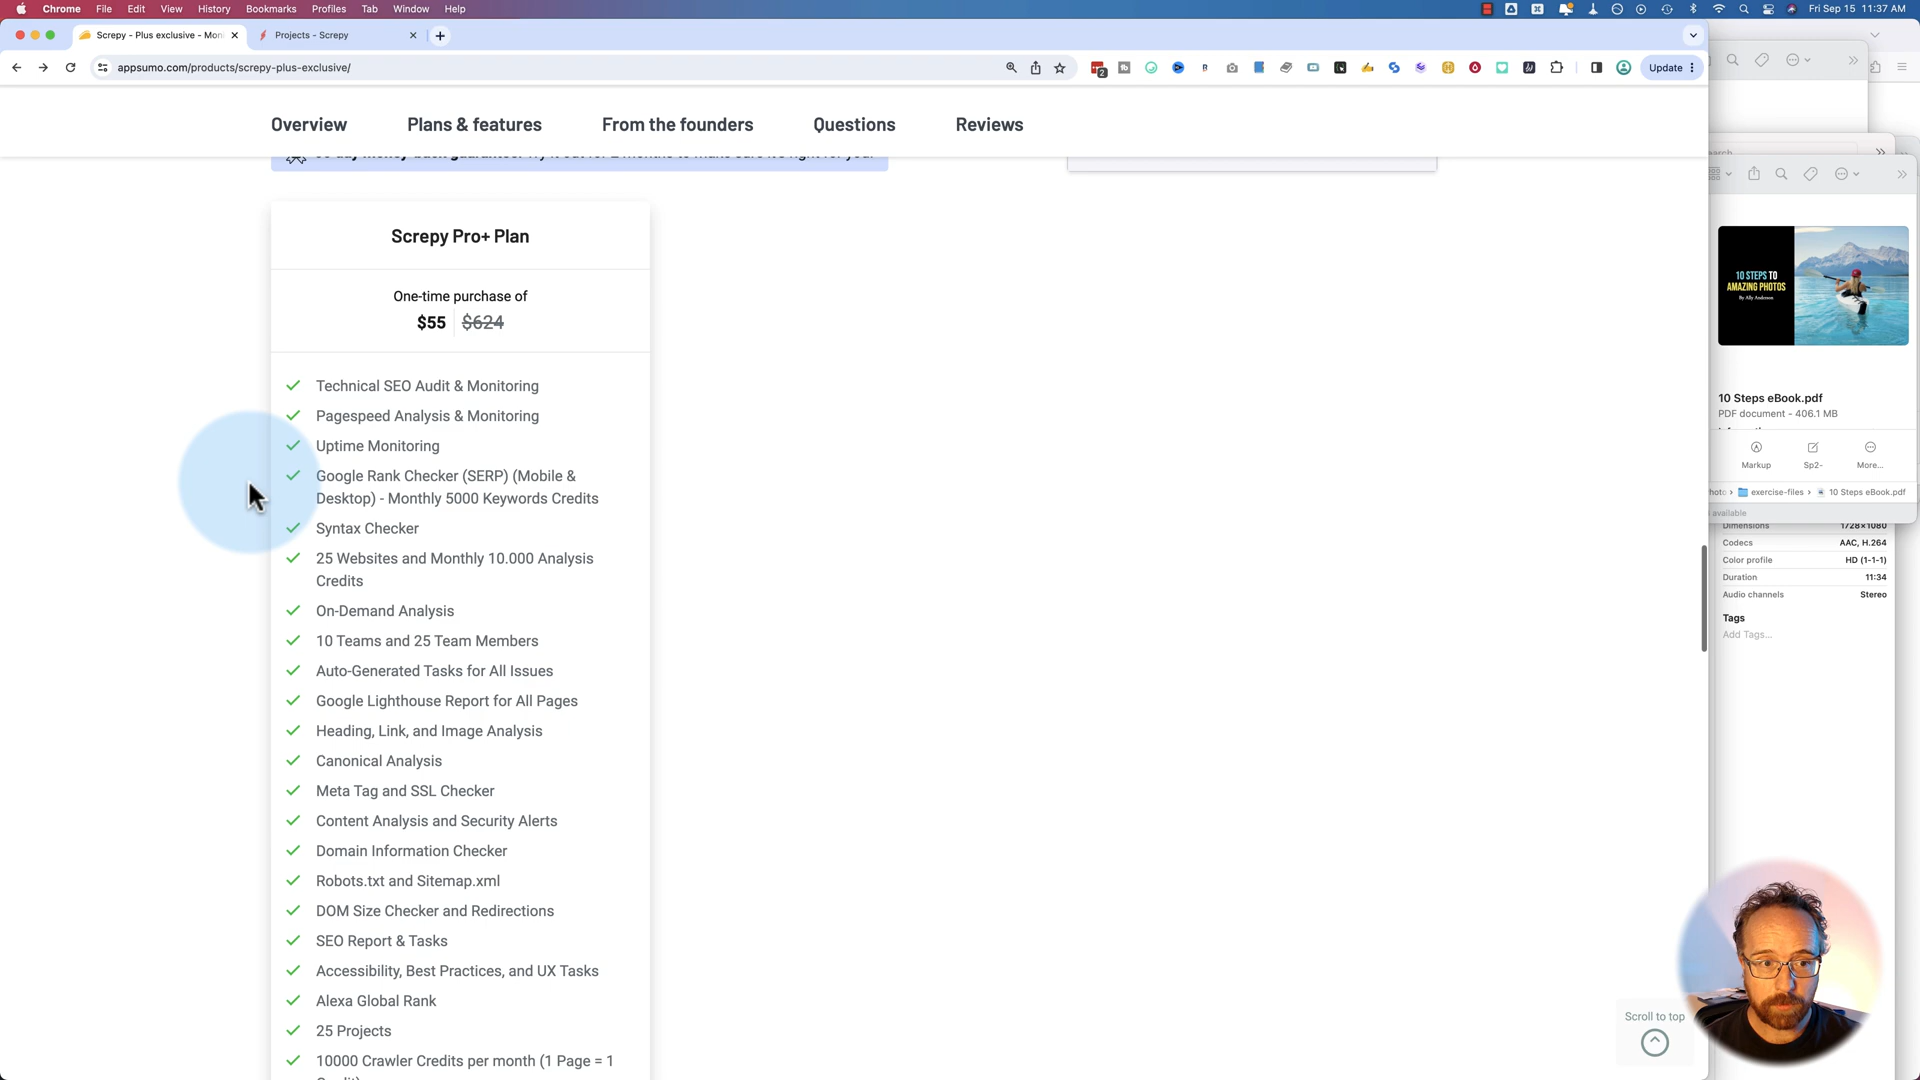 Chrome File Edit View History Bookmarks Profiles Tab Window Help
Fri Sep 15 11:37 AM
Screpy - Plus exclusive - Mon
Projects - Screpy
appsumo.com/products/screpy-plus-exclusive/
2
Update
Overview Plans & features From the founders Questions Reviews
Screpy Pro+ Plan
One-time purchase of
$55 $624
Technical SEO Audit & Monitoring
Pagespeed Analysis & Monitoring
Uptime Monitoring
Google Rank Checker (SERP) (Mobile &
Desktop) - Monthly 5000 Keywords Credits
Syntax Checker
25 Websites and Monthly 10.000 Analysis
Credits
On-Demand Analysis
10 Teams and 25 Team Members
Auto-Generated Tasks for All Issues
Google Lighthouse Report for All Pages
Heading, Link, and Image Analysis
Canonical Analysis
Meta Tag and SSL Checker
Content Analysis and Security Alerts
Domain Information Checker
Robots.txt and Sitemap.xml
DOM Size Checker and Redirections
SEO Report & Tasks
Accessibility, Best Practices, and UX Tasks
Alexa Global Rank
25 Projects
10000 Crawler Credits per month (1 Page = 1
Scroll to top
10 STEPS TO
AMAZING PHOTOS
By Ally Anderson
10 Steps eBook.pdf
PDF document - 406.1 MB
Markup Sp2- More...
exercise-files 10 Steps eBook.pdf
available
Dimensions 1728×1080
Codecs AAC, H.264
Color profile HD (1-1-1)
Duration 11:34
Audio channels Stereo
Tags
Add Tags...